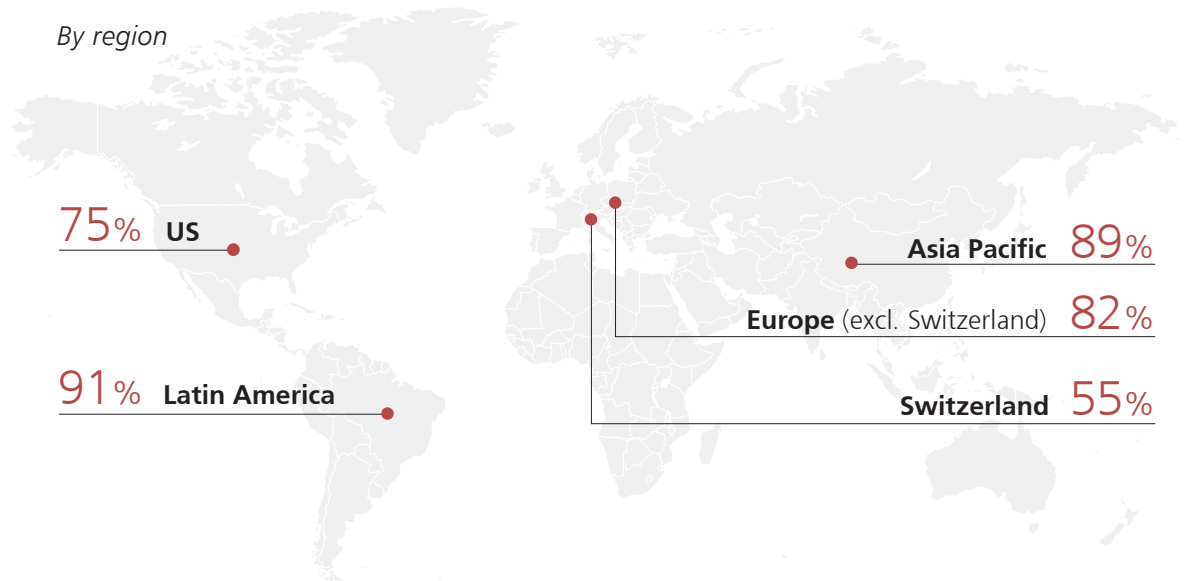 By region
75% US
91% Latin America
Asia Pacific 89%
Europe (excl. Switzerland) 82%
Switzerland 55%